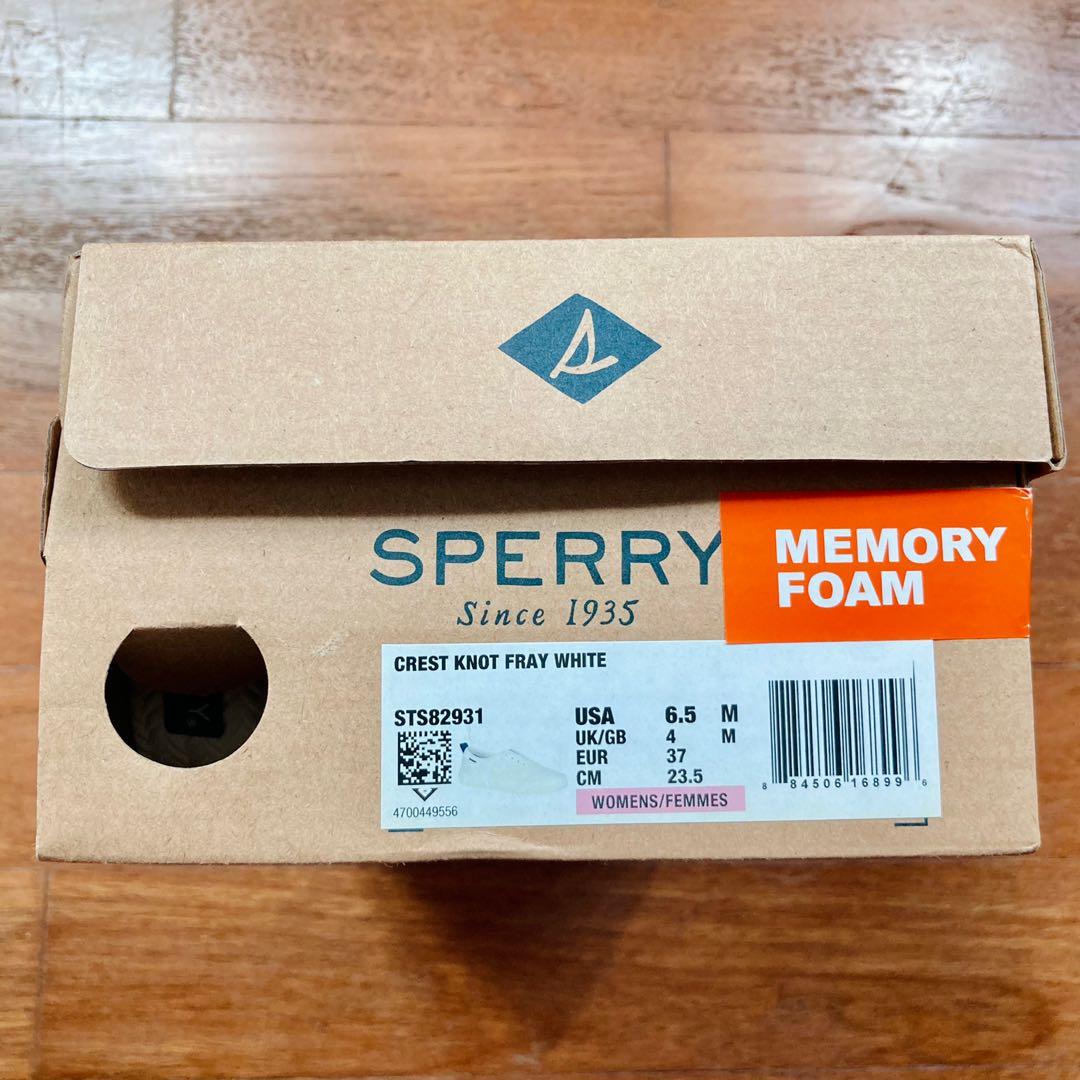 SPERRY
Since 1935
MEMORY
FOAM
CREST KNOT FRAY WHITE
STS82931
4700449556
USA 6.5 M
UK/GB 4 M
EUR 37
CM 23.5
WOMENS/FEMMES
8 84506 16899 6